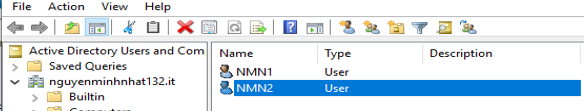 File Action View Help
Active Directory Users and Com
Name Type Description
Saved Queries
NMN1 User
nguyenminhnhat132.it
NMN2 User
Builtin